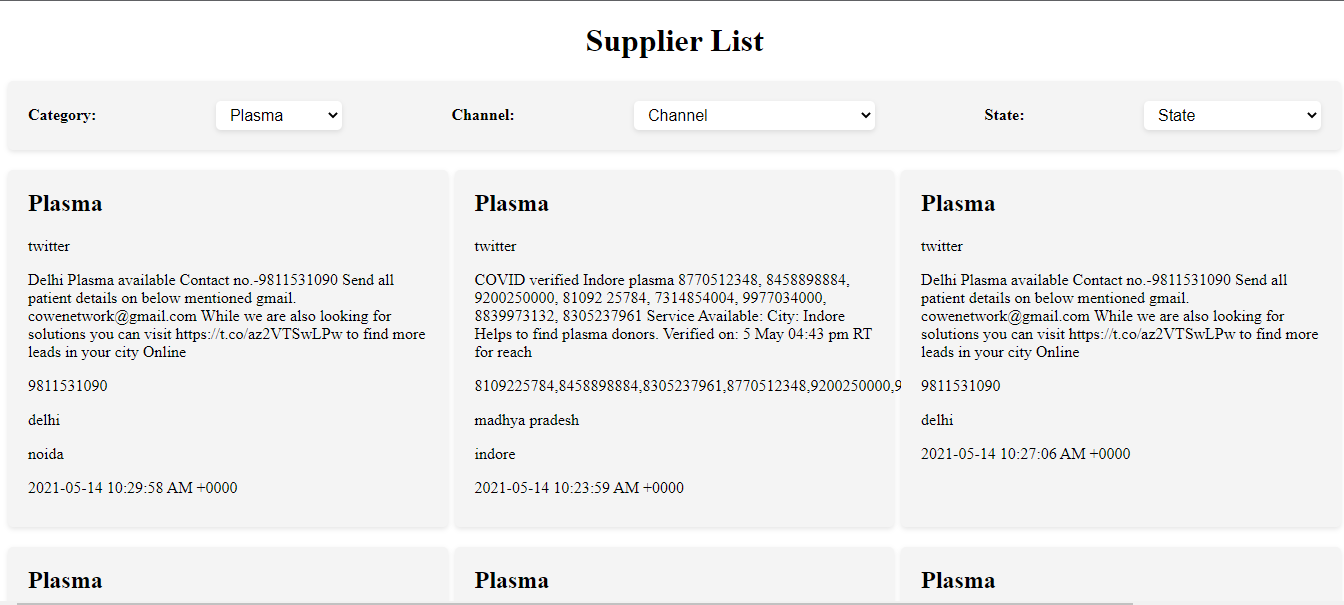 Supplier List
Category: Plasma Channel: Channel State: State
Plasma
twitter
Delhi Plasma available Contact no.-9811531090 Send all
patient details on below mentioned gmail.
cowenetwork@gmail.com While we are also looking for
solutions you can visit https://t.co/az2VTSwLPw to find more
leads in your city Online
9811531090
delhi
noida
2021-05-14 10:29:58 AM +0000
Plasma
twitter
COVID verified Indore plasma 8770512348, 8458898884,
9200250000, 81092 25784, 7314854004, 9977034000,
8839973132, 8305237961 Service Available: City: Indore
Helps to find plasma donors. Verified on: 5 May 04:43 pm RT
for reach
8109225784,8458898884,8305237961,8770512348,9200250000,9
madhya pradesh
indore
2021-05-14 10:23:59 AM +0000
Plasma
twitter
Delhi Plasma available Contact no.-9811531090 Send all
patient details on below mentioned gmail.
cowenetwork@gmail.com While we are also looking for
solutions you can visit https://t.co/az2VTSwLPw to find more
leads in your city Online
9811531090
delhi
2021-05-14 10:27:06 AM +0000
Plasma
Plasma
Plasma